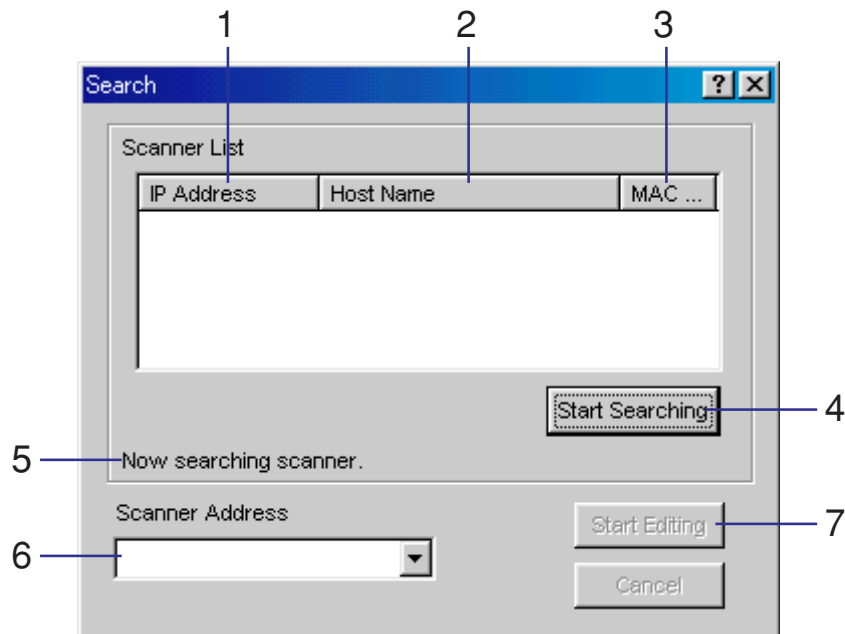 1 2 3
Search
Scanner List
IP Address Host Name MAC ...
Start Searching 4
5 Now searching scanner.
Scanner Address
Start Editing 7
6
Cancel